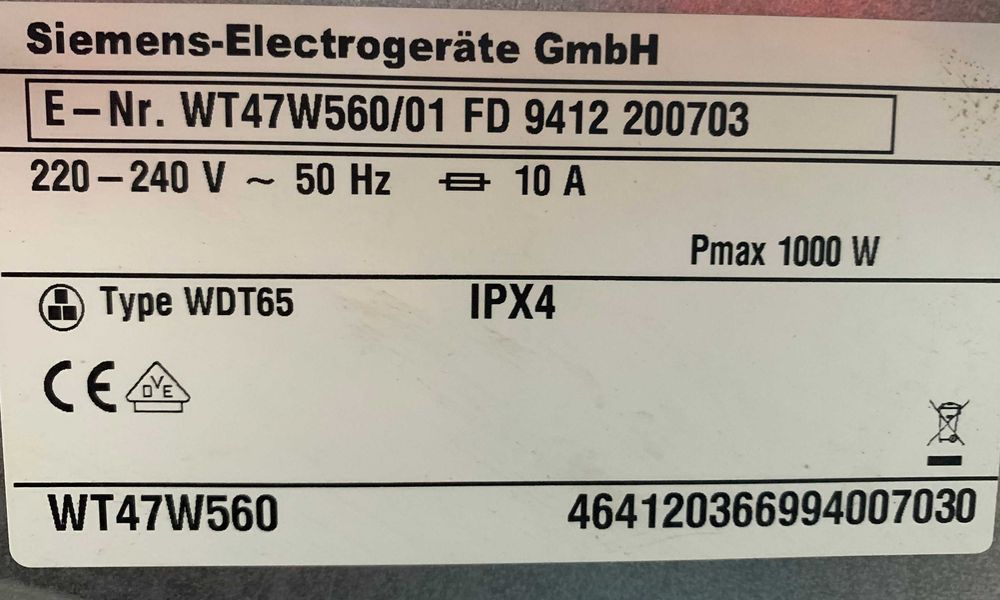 Siemens-Electrogeräte GmbH
E-Nr. WT47W560/01 FD 9412 200703
220-240 V ~ 50 Hz 10 A
Pmax 1000 W
Type WDT65 IPX4
CE DVE
WT47W560 464120366994007030